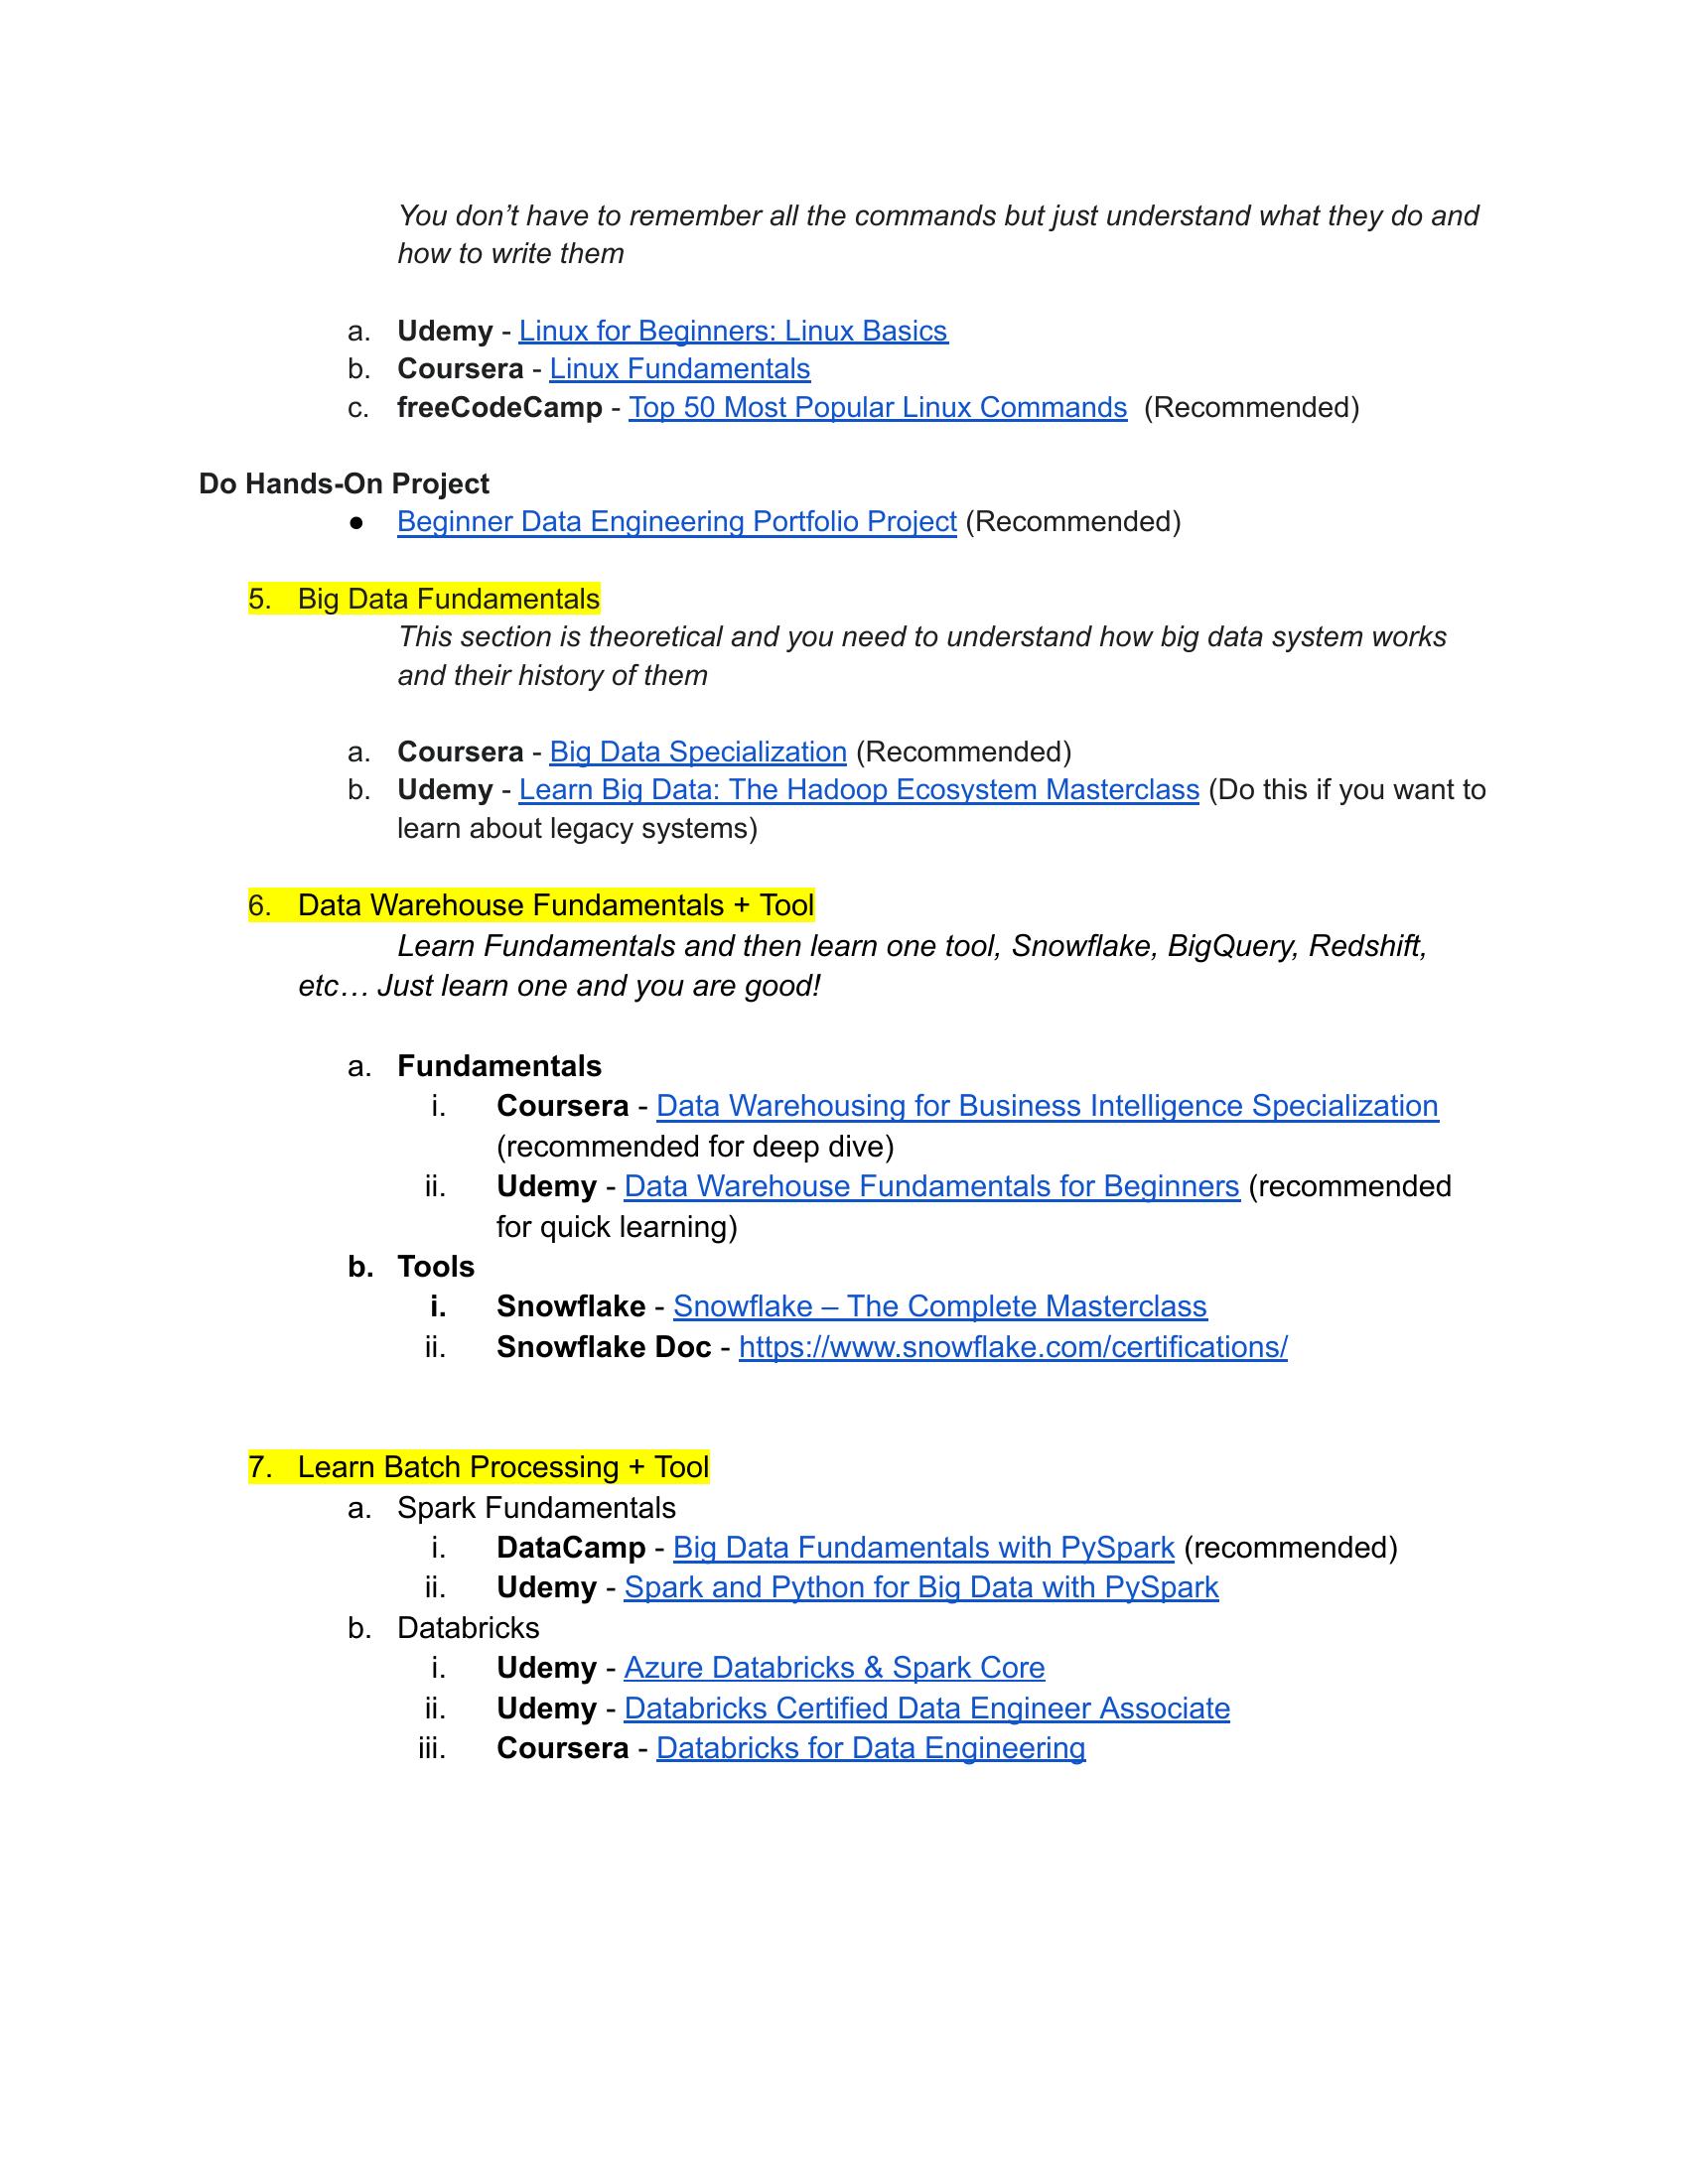 You don’t have to remember all the commands but just understand what they do and
how to write them
a. Udemy - Linux for Beginners: Linux Basics
b. Coursera - Linux Fundamentals
c. freeCodeCamp - Top 50 Most Popular Linux Commands (Recommended)
Do Hands-On Project
● Beginner Data Engineering Portfolio Project (Recommended)
5. Big Data Fundamentals
This section is theoretical and you need to understand how big data system works
and their history of them
a. Coursera - Big Data Specialization (Recommended)
b. Udemy - Learn Big Data: The Hadoop Ecosystem Masterclass (Do this if you want to
learn about legacy systems)
6. Data Warehouse Fundamentals + Tool
Learn Fundamentals and then learn one tool, Snowflake, BigQuery, Redshift,
etc… Just learn one and you are good!
a. Fundamentals
i. Coursera - Data Warehousing for Business Intelligence Specialization
(recommended for deep dive)
ii. Udemy - Data Warehouse Fundamentals for Beginners (recommended
for quick learning)
b. Tools
i. Snowflake - Snowflake – The Complete Masterclass
ii. Snowflake Doc - https://www.snowflake.com/certifications/
7. Learn Batch Processing + Tool
a. Spark Fundamentals
i. DataCamp - Big Data Fundamentals with PySpark (recommended)
ii. Udemy - Spark and Python for Big Data with PySpark
b. Databricks
i. Udemy - Azure Databricks & Spark Core
ii. Udemy - Databricks Certified Data Engineer Associate
iii. Coursera - Databricks for Data Engineering